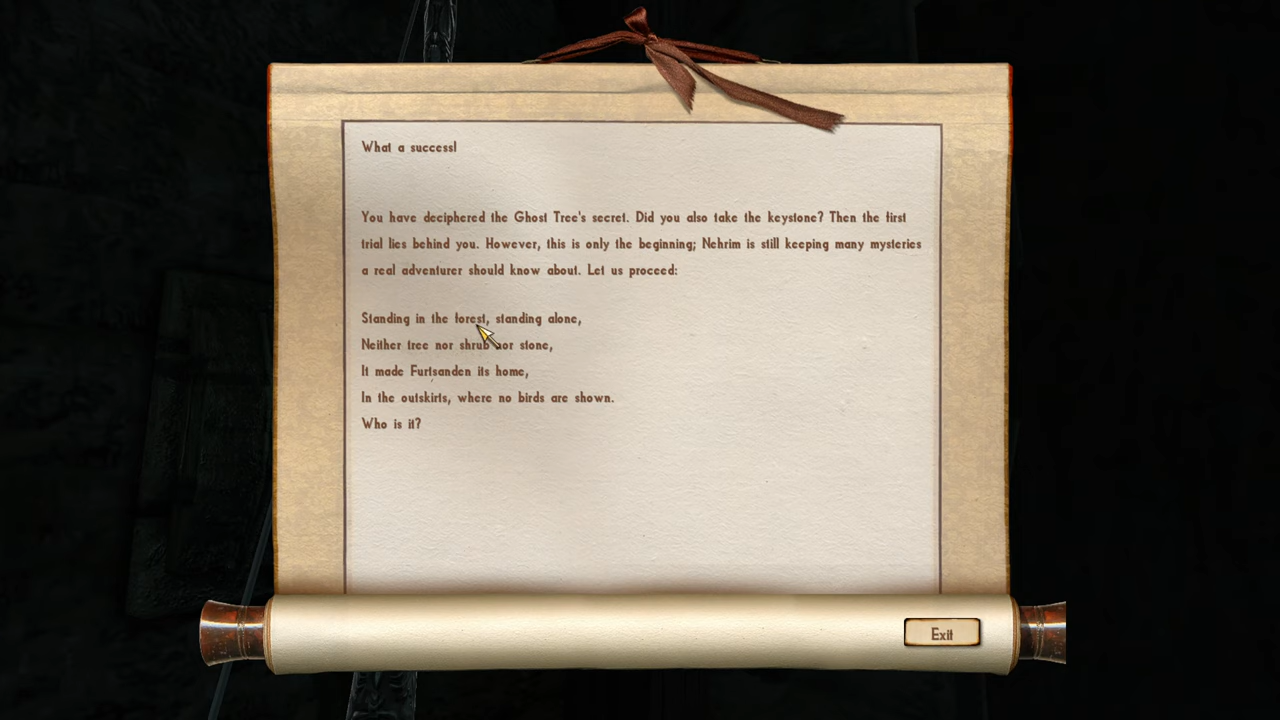 What a success!
You have deciphered the Ghost Tree's secret. Did you also take the keystone? Then the first
trial lies behind you. However, this is only the beginning; Nehrim is still keeping many mysteries
a real adventurer should know about. Let us proceed:
Standing in the forest, standing alone,
Neither tree nor shrub nor stone,
It made Furtsanden its home,
In the outskirts, where no birds are shown.
Who is it?
Exit